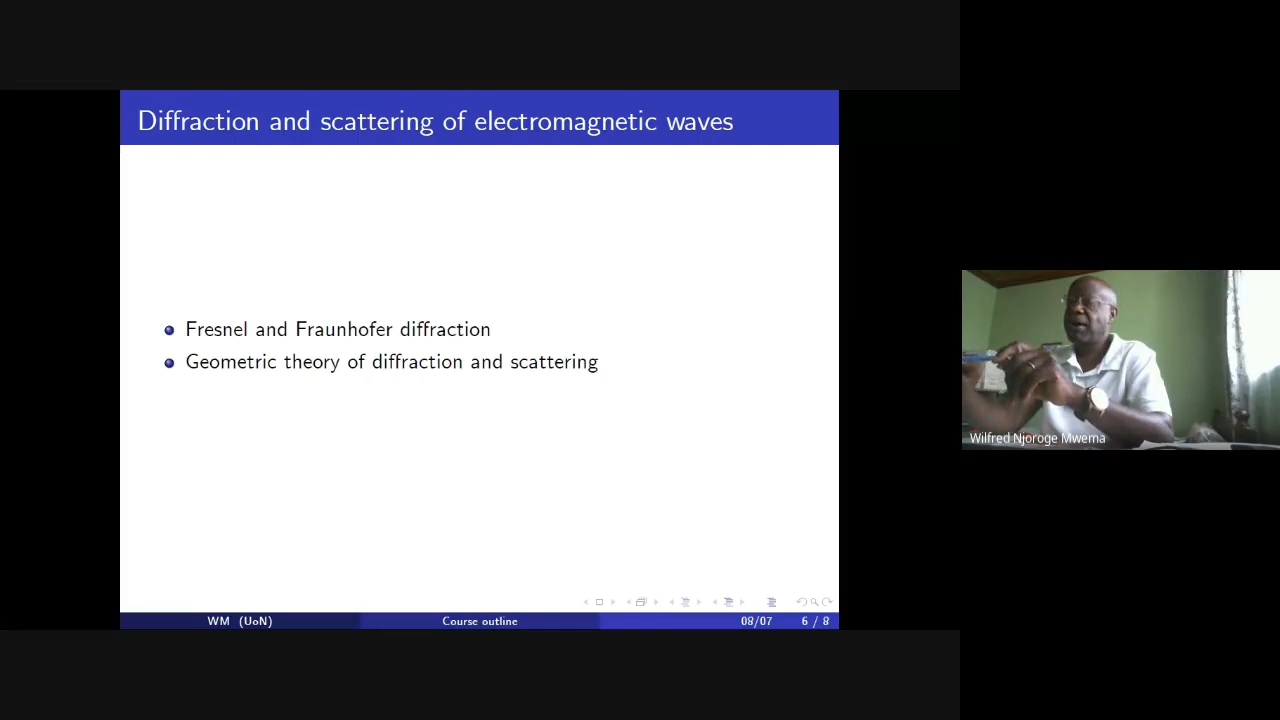 Diffraction and scattering of electromagnetic waves
Fresnel and Fraunhofer diffraction
Geometric theory of diffraction and scattering
WM (UoN)
Course outline
08/07
6 / 8
Wilfred Njoroge Mwema